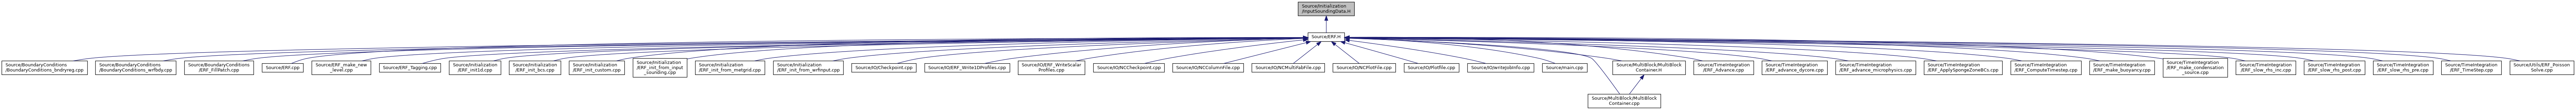 Source/Initialization
/InputSoundingData.H
Source/ERF.H
Source/BoundaryConditions
/BoundaryConditions_bndryreg.cpp
Source/BoundaryConditions
/BoundaryConditions_wrfbdy.cpp
Source/BoundaryConditions
/ERF_FillPatch.cpp
Source/ERF.cpp
Source/ERF_make_new
_level.cpp
Source/ERF_Tagging.cpp
Source/Initialization
/ERF_init1d.cpp
Source/Initialization
/ERF_init_bcs.cpp
Source/Initialization
/ERF_init_custom.cpp
Source/Initialization
/ERF_init_from_input
_sounding.cpp
Source/Initialization
/ERF_init_from_metgrid.cpp
Source/Initialization
/ERF_init_from_wrfinput.cpp
Source/IO/Checkpoint.cpp
Source/IO/ERF_Write1DProfiles.cpp
Source/IO/ERF_WriteScalar
Profiles.cpp
Source/IO/NCCheckpoint.cpp
Source/IO/NCColumnFile.cpp
Source/IO/NCMultiFabFile.cpp
Source/IO/NCPlotFile.cpp
Source/IO/Plotfile.cpp
Source/IO/writeJobInfo.cpp
Source/main.cpp
Source/MultiBlock/MultiBlock
Container.H
Source/TimeIntegration
/ERF_Advance.cpp
Source/TimeIntegration
/ERF_advance_dycore.cpp
Source/TimeIntegration
/ERF_advance_microphysics.cpp
Source/TimeIntegration
/ERF_ApplySpongeZoneBCs.cpp
Source/TimeIntegration
/ERF_ComputeTimestep.cpp
Source/TimeIntegration
/ERF_make_buoyancy.cpp
Source/TimeIntegration
/ERF_make_condensation
_source.cpp
Source/TimeIntegration
/ERF_slow_rhs_inc.cpp
Source/TimeIntegration
/ERF_slow_rhs_post.cpp
Source/TimeIntegration
/ERF_slow_rhs_pre.cpp
Source/TimeIntegration
/ERF_TimeStep.cpp
Source/Utils/ERF_Poisson
Solve.cpp
Source/MultiBlock/MultiBlock
Container.cpp